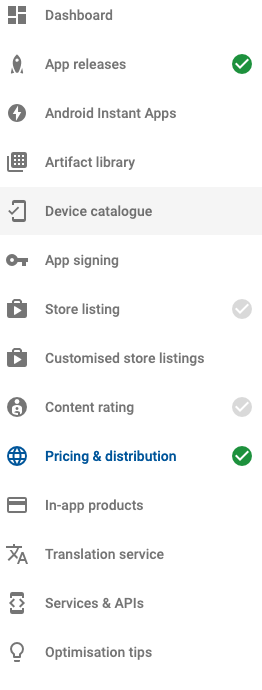 Dashboard
App releases
Android Instant Apps
Artifact library
Device catalogue
App signing
Store listing
Customised store listings
Content rating
Pricing & distribution
In-app products
Translation service
Services & APIs
Optimisation tips